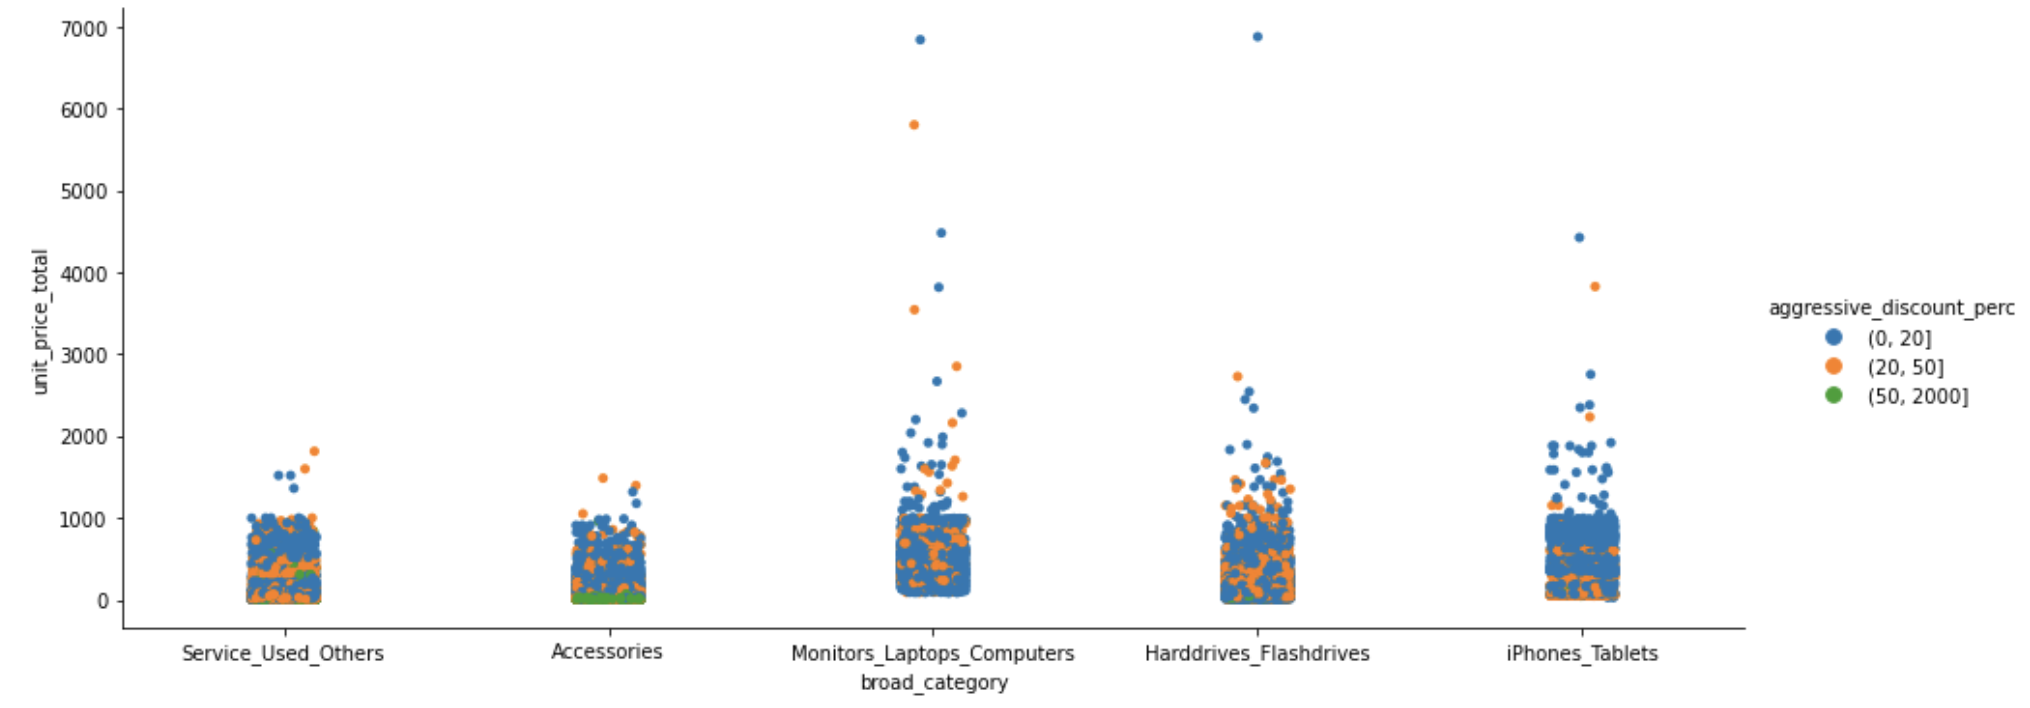 7000
6000
5000
4000
3000
2000
1000
0
unit_price_total
Service_Used_Others
Accessories
Monitors_Laptops_Computers
Harddrives_Flashdrives
iPhones_Tablets
broad_category
aggressive_discount_perc
(0, 20]
(20, 50]
(50, 2000]